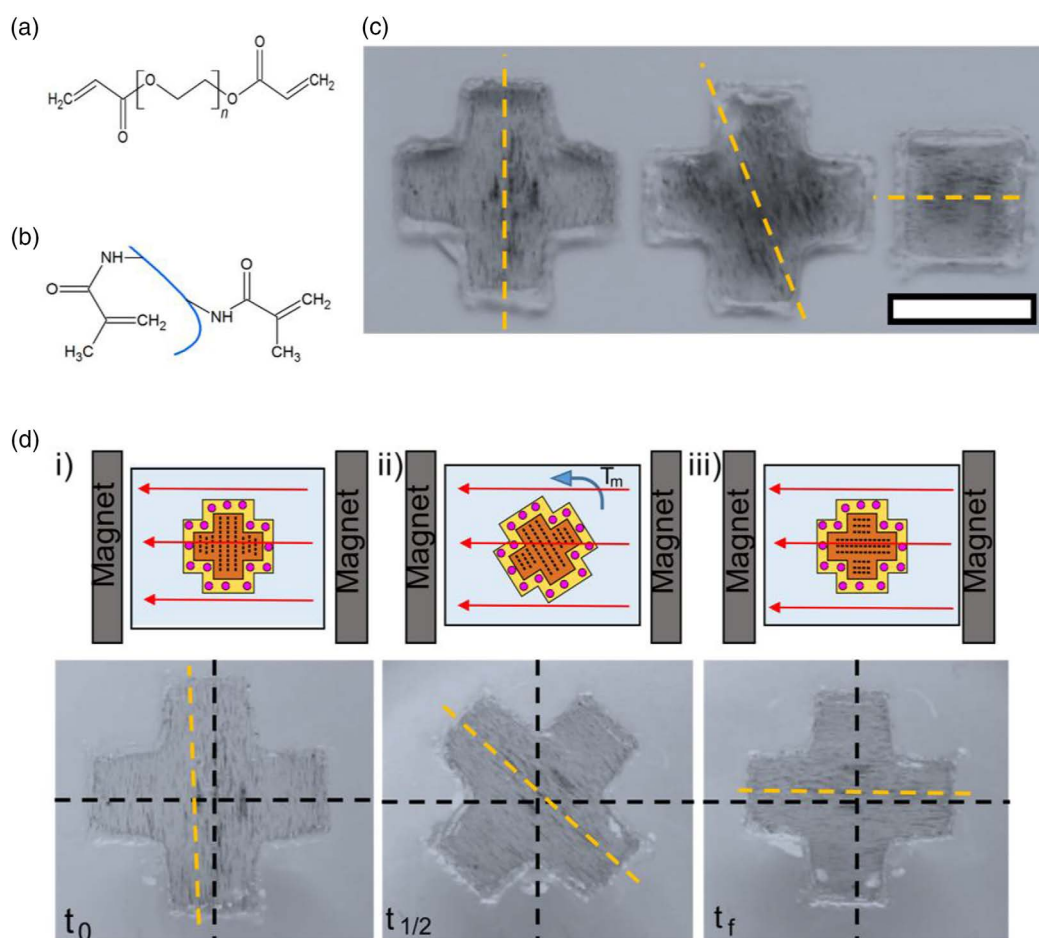 (a)
O
H₂C
O
O
n
O
CH₂
O
(b)
NH
O
CH₂
H₃C
O
NH
CH₂
CH₃
(c)
(d)
i)
Magnet
Magnet
ii)
Tm
Magnet
iii)
Magnet
Magnet
t₀
t₁/₂
tf